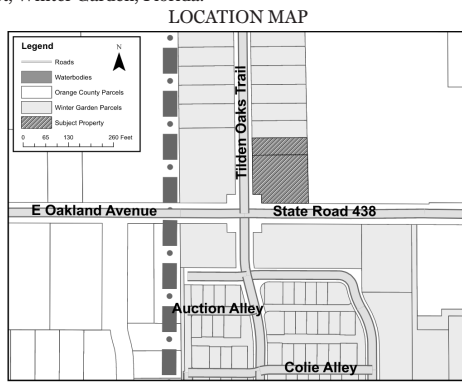 , Winter Garden, Florida.
LOCATION MAP
Legend
N
Roads
Waterbodies
Orange County Parcels
Winter Garden Parcels
Subject Property
0 65 130 260 Feet
Tilden Oaks Trail
E Oakland Avenue
State Road 438
Auction Alley
Colie Alley